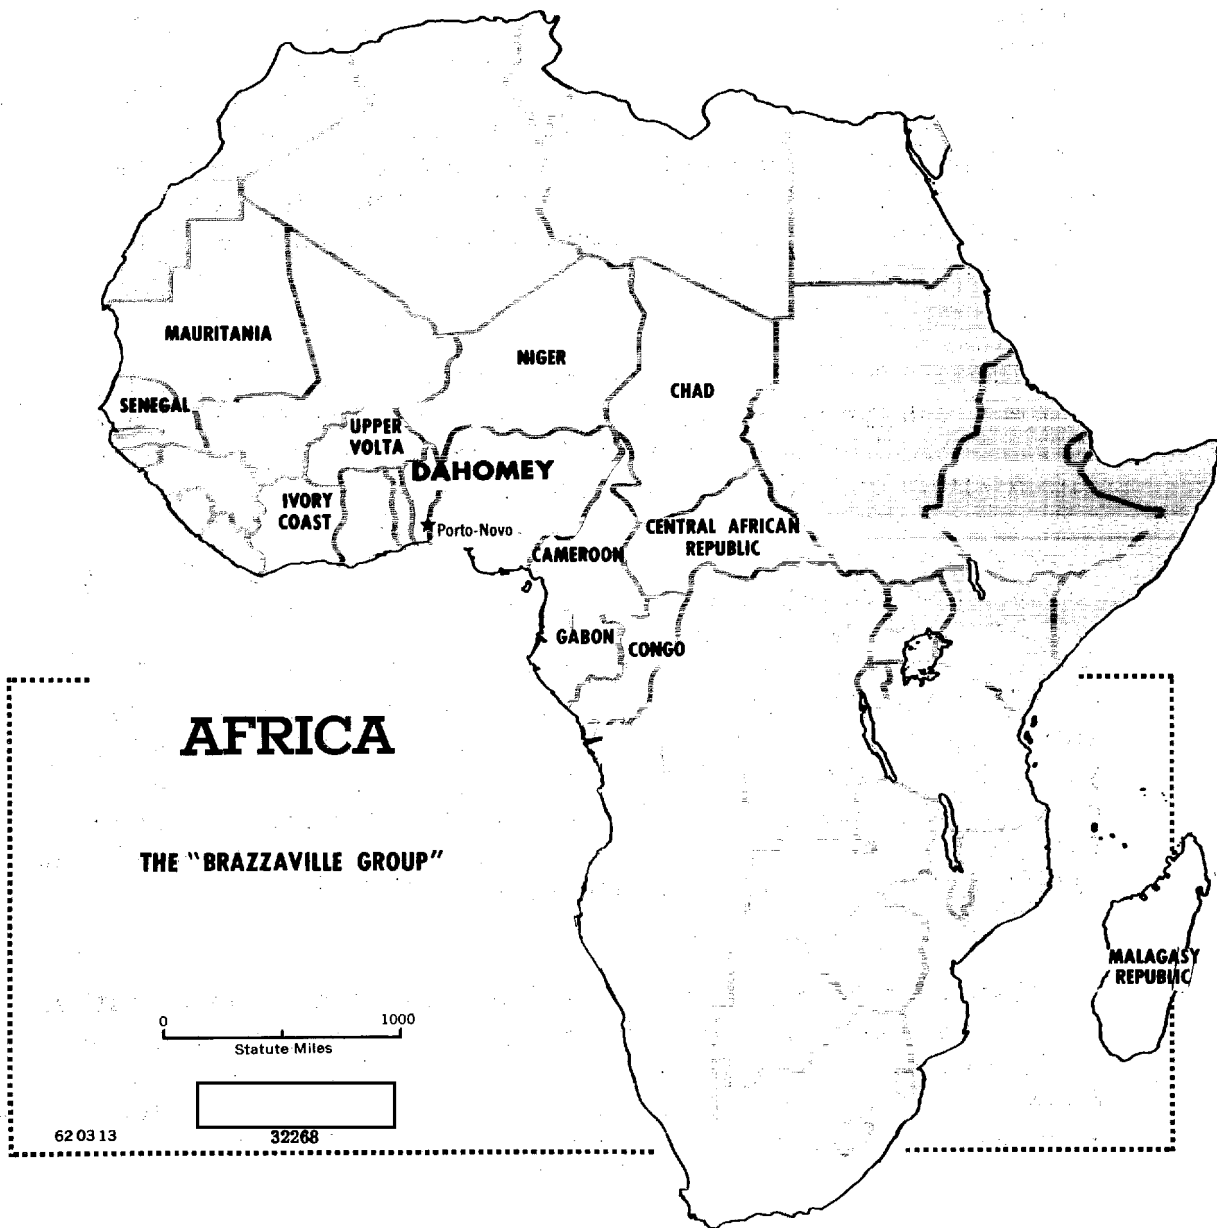 MAURITANIA
NIGER
CHAD
SENEGAL
UPPER
VOLTA
DAHOMEY
IVORY
COAST
Porto-Novo
CENTRAL AFRICAN
REPUBLIC
CAMEROON
GABON
CONGO
AFRICA
THE "BRAZZAVILLE GROUP"
MALAGASY
REPUBLIC
0 1000
Statute Miles
62 03 13
32268